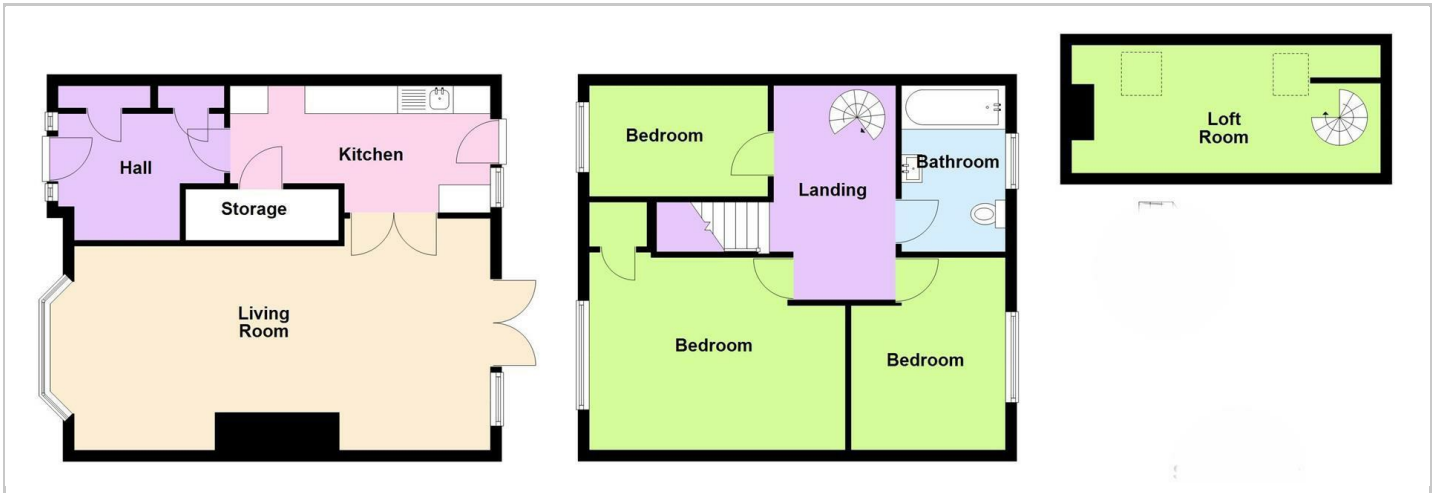 Hall
Kitchen
Storage
Living
Room
Bedroom
Landing
Bathroom
Bedroom
Bedroom
Loft
Room